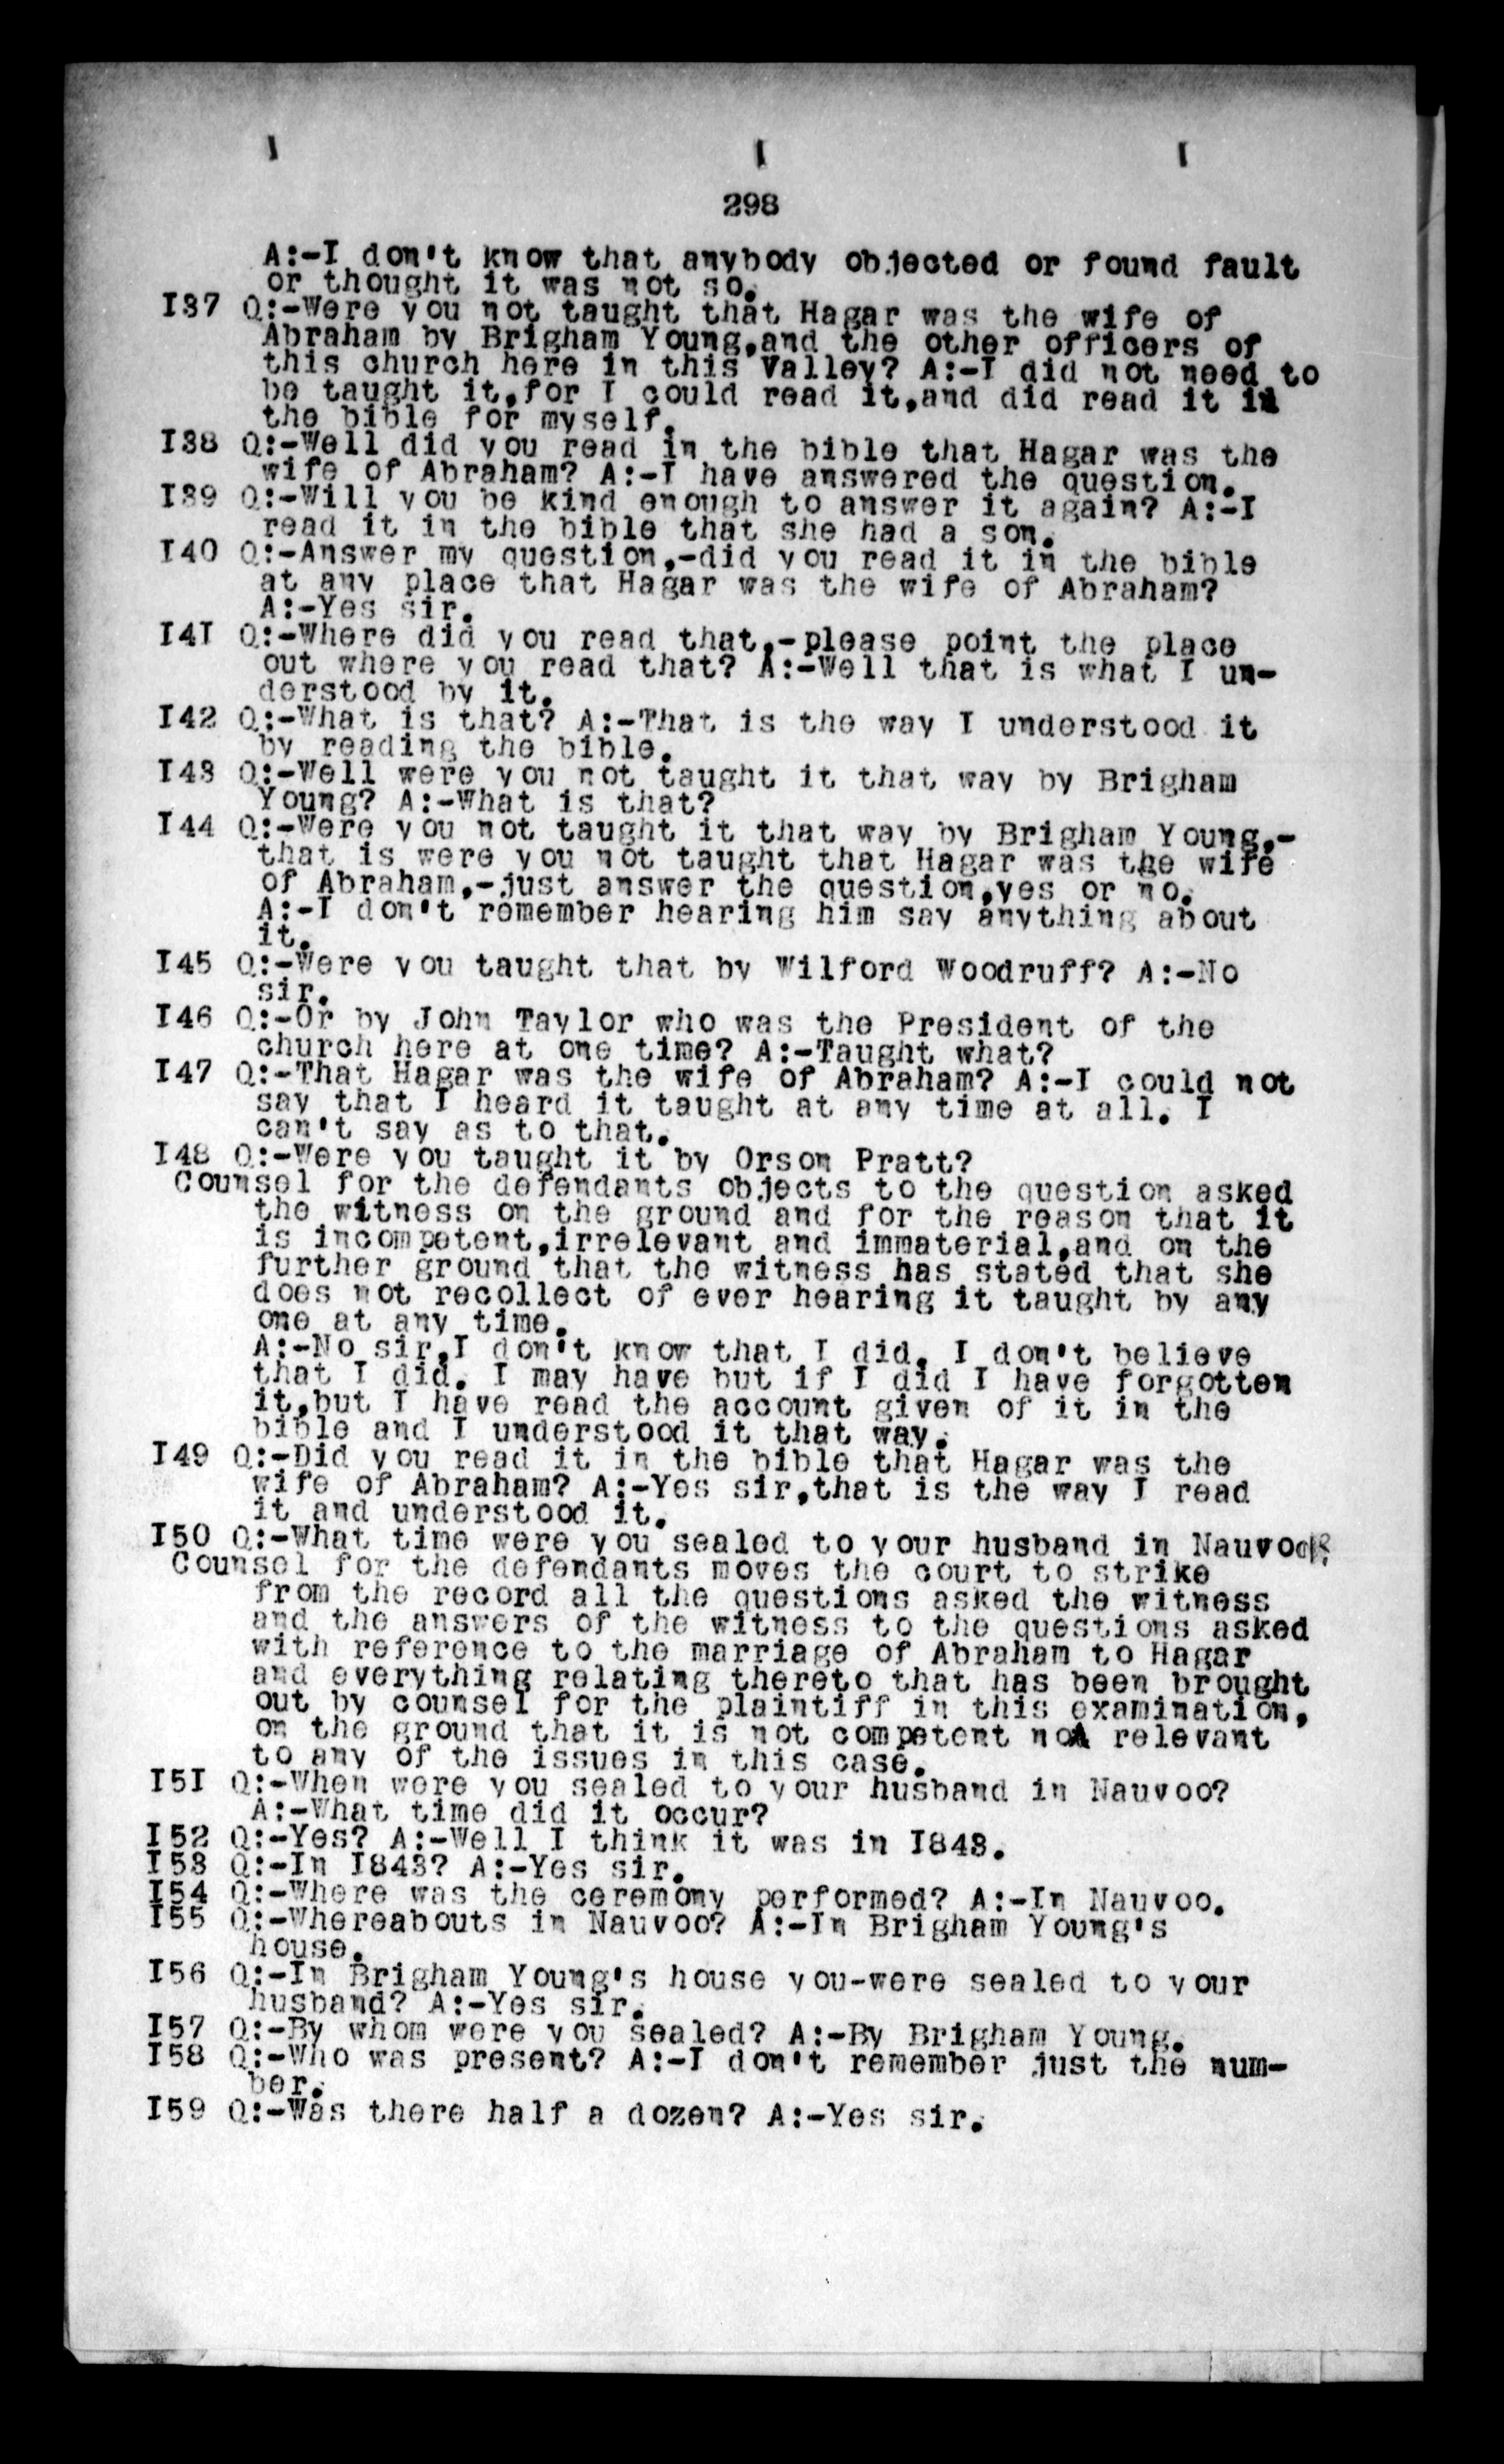 298
A:-I don't know that anybody objected or found fault
or thought it was not so.
I37 Q:-Were you not taught that Hagar was the wife of
Abraham by Brigham Young,and the other officers of
this church here in this Valley? A:-I did not need to
be taught it,for I could read it,and did read it in
the bible for myself.
I38 Q:-Well did you read in the bible that Hagar was the
wife of Abraham? A:-I have answered the question.
I39 Q:-Will you be kind enough to answer it again? A:-I
read it in the bible that she had a son.
I40 Q:-Answer my question,-did you read it in the bible
at any place that Hagar was the wife of Abraham?
A:-Yes sir.
I4I Q:-Where did you read that,-please point the place
out where you read that? A:-Well that is what I un-
derstood by it.
I42 Q:-What is that? A:-That is the way I understood it
by reading the bible.
I43 Q:-Well were you not taught it that way by Brigham
Young? A:-What is that?
I44 Q:-Were you not taught it that way by Brigham Young,-
that is were you not taught that Hagar was the wife
of Abraham,-just answer the question,yes or no.
A:-I don't remember hearing him say anything about
it.
I45 Q:-Were you taught that by Wilford Woodruff? A:-No
sir.
I46 Q:-Or by John Taylor who was the President of the
church here at one time? A:-Taught what?
I47 Q:-That Hagar was the wife of Abraham? A:-I could not
say that I heard it taught at any time at all. I
can't say as to that.
I48 Q:-Were you taught it by Orson Pratt?
Counsel for the defendants objects to the question asked
the witness on the ground and for the reason that it
is incompetent,irrelevant and immaterial,and on the
further ground that the witness has stated that she
does not recollect of ever hearing it taught by any
one at any time.
A:-No sir,I don't know that I did. I don't believe
that I did. I may have but if I did I have forgotten
it,but I have read the account given of it in the
bible and I understood it that way.
I49 Q:-Did you read it in the bible that Hagar was the
wife of Abraham? A:-Yes sir,that is the way I read
it and understood it.
I50 Q:-What time were you sealed to your husband in Nauvoo?
Counsel for the defendants moves the court to strike
from the record all the questions asked the witness
and the answers of the witness to the questions asked
with reference to the marriage of Abraham to Hagar
and everything relating thereto that has been brought
out by counsel for the plaintiff in this examination,
on the ground that it is not competent nor relevant
to any of the issues in this case.
I5I Q:-When were you sealed to your husband in Nauvoo?
A:-What time did it occur?
I52 Q:-Yes? A:-Well I think it was in I843.
I53 Q:-In I843? A:-Yes sir.
I54 Q:-Where was the ceremony performed? A:-In Nauvoo.
I55 Q:-Whereabouts in Nauvoo? A:-In Brigham Young's
house.
I56 Q:-In Brigham Young's house you-were sealed to your
husband? A:-Yes sir.
I57 Q:-By whom were you sealed? A:-By Brigham Young.
I58 Q:-Who was present? A:-I don't remember just the num-
ber.
I59 Q:-Was there half a dozen? A:-Yes sir.